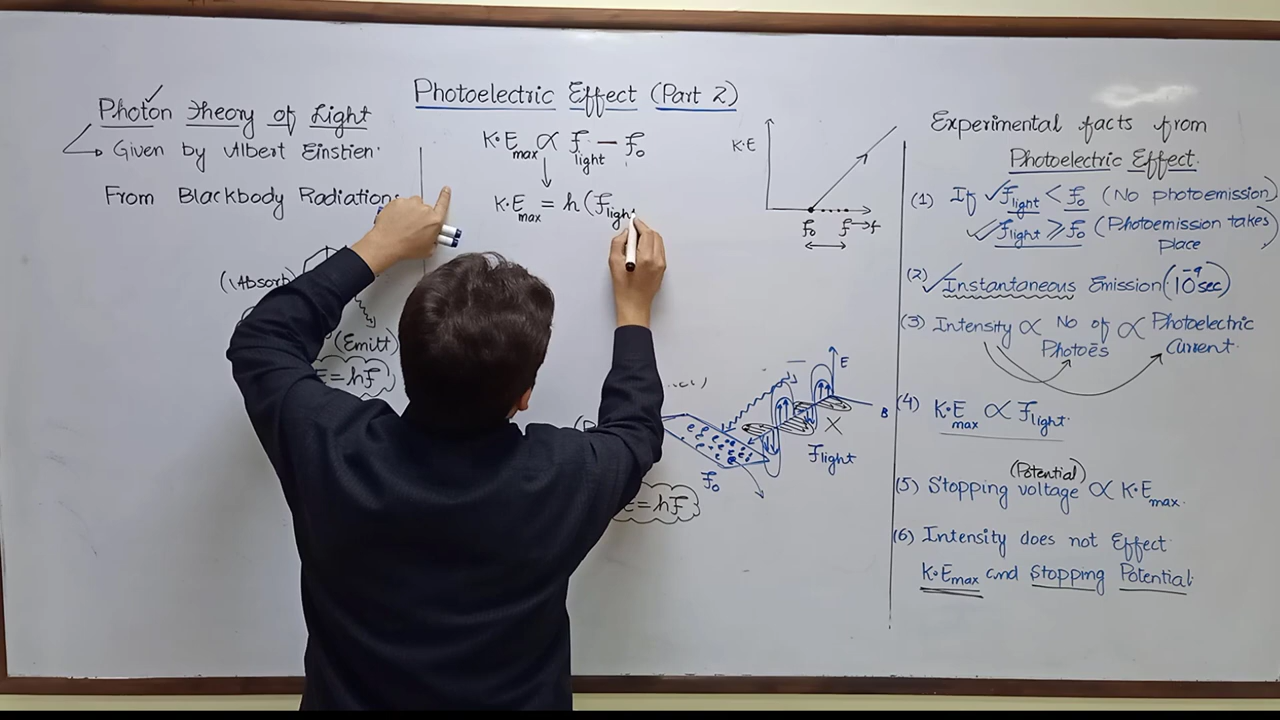 Photoelectric Effect (Part 2)
Photon Theory of Light
Given by Albert Einstien.
From Blackbody Radiation
(Absorb)
(Emitt)
E=hf
K.E max ∝ f light - f₀
K.E max = h(f light
K.E
f₀ f → f
E
B
X
f light
f₀
E=hf
Experimental facts from
Photoelectric Effect.
(1) If ✓f light < f₀ (No photoemission)
✓f light ≥ f₀ (Photoemission takes
place
(2) ✓Instantaneous Emission (10⁻⁹ sec)
(3) Intensity ∝ No of ∝ Photoelectric
Photoēs Current.
(4) K.E max ∝ f light.
(Potential)
(5) Stopping voltage ∝ K.E max.
(6) Intensity does not Effect
K.E max and Stopping Potential.